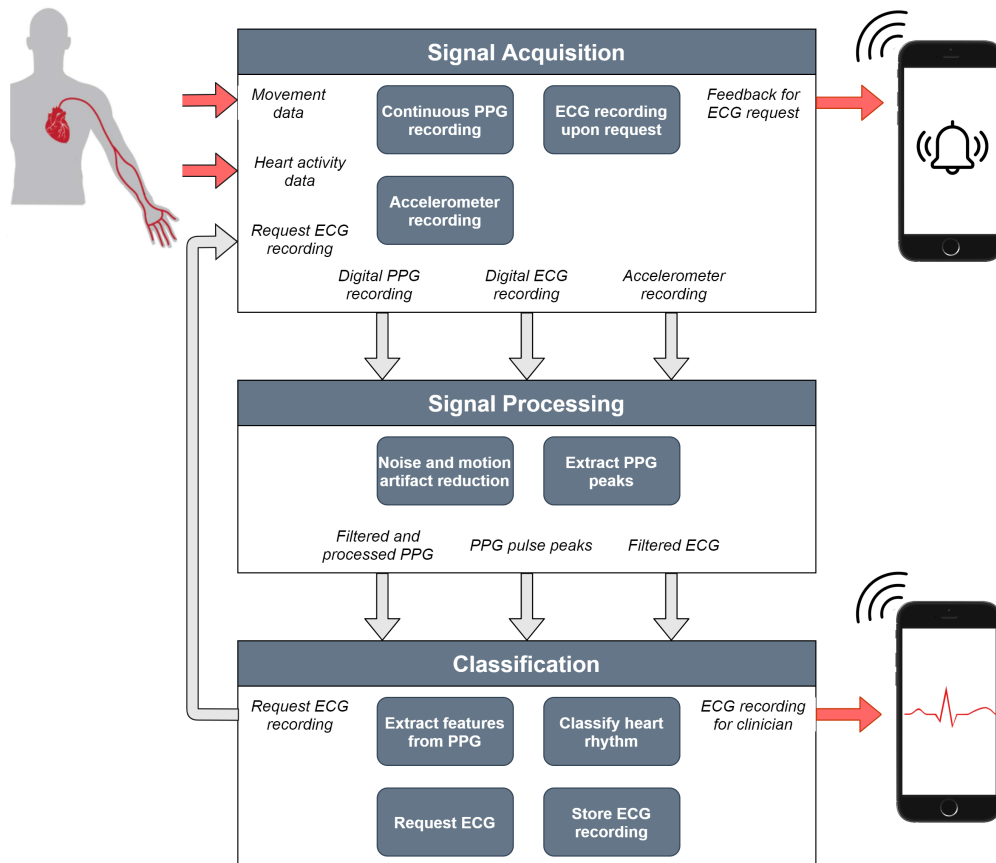 Signal Acquisition
Movement
data
Continuous PPG
recording
ECG recording
upon request
Feedback for
ECG request
Heart activity
data
Accelerometer
recording
Request ECG
recording
Digital PPG
recording
Digital ECG
recording
Accelerometer
recording
Signal Processing
Noise and motion
artifact reduction
Extract PPG
peaks
Filtered and
processed PPG
PPG pulse peaks
Filtered ECG
Classification
Request ECG
recording
Extract features
from PPG
Classify heart
rhythm
ECG recording
for clinician
Request ECG
Store ECG
recording